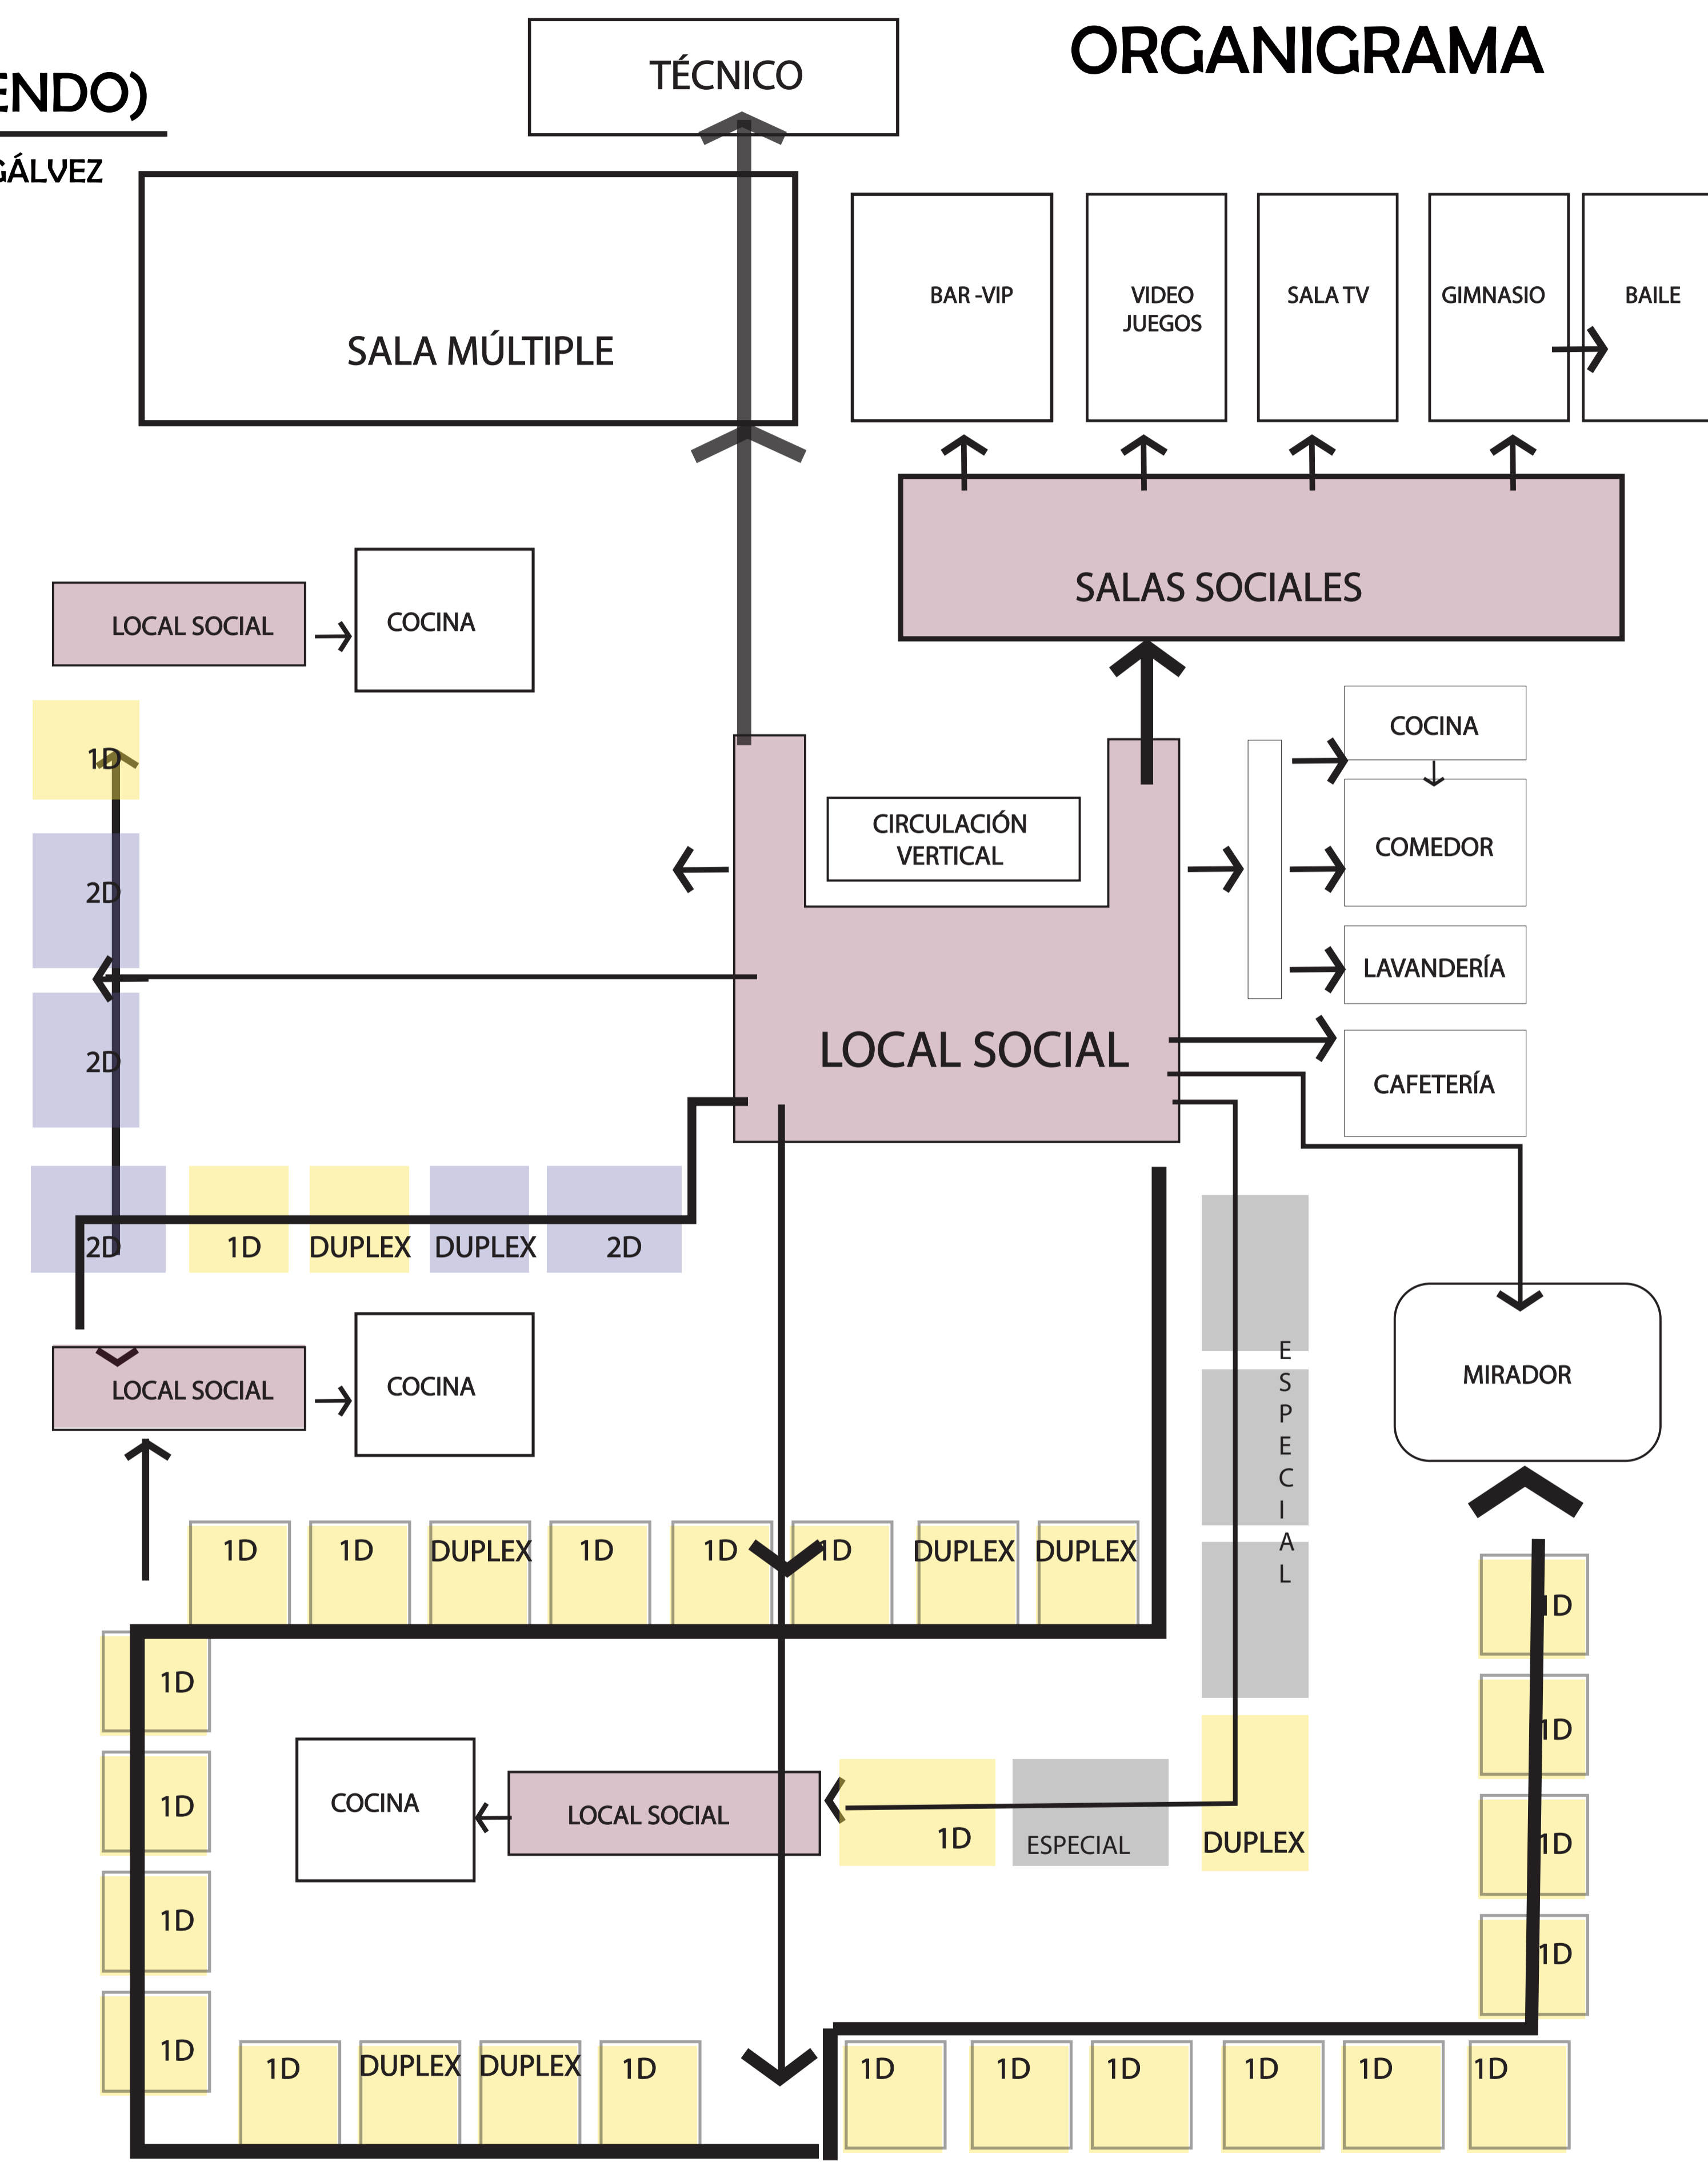 ORGANIGRAMA
TÉCNICO
ENDO)
GÁLVEZ
SALA MÚLTIPLE
BAR -VIP
VIDEO
JUEGOS
SALA TV
GIMNASIO
BAILE
SALAS SOCIALES
LOCAL SOCIAL
COCINA
1D
2D
2D
CIRCULACIÓN
VERTICAL
LOCAL SOCIAL
COCINA
COMEDOR
LAVANDERÍA
CAFETERÍA
2D
1D
DUPLEX
DUPLEX
2D
LOCAL SOCIAL
COCINA
ESPECIAL
MIRADOR
1D
1D
DUPLEX
1D
1D
1D
DUPLEX
DUPLEX
1D
1D
1D
1D
COCINA
LOCAL SOCIAL
1D
ESPECIAL
DUPLEX
1D
1D
1D
1D
1D
DUPLEX
DUPLEX
1D
1D
1D
1D
1D
1D
1D